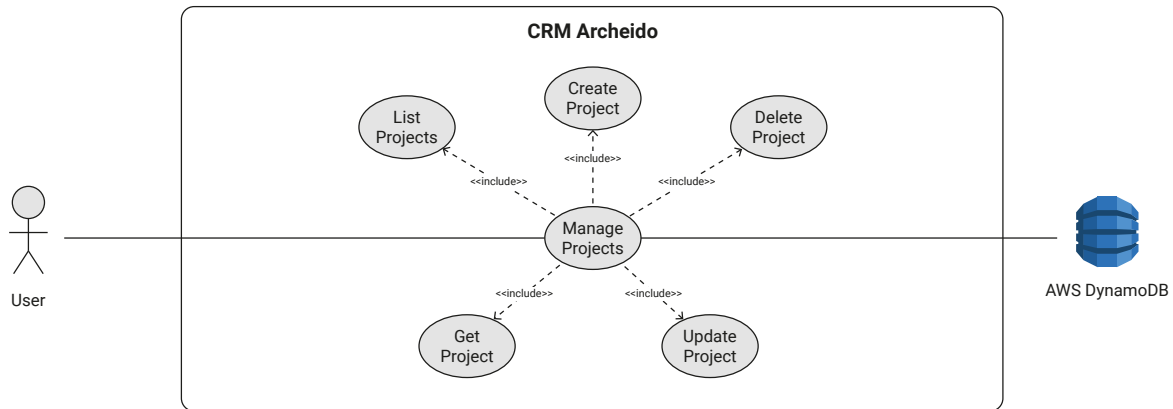 CRM Archeido
Create
Project
List
Projects
Delete
Project
<<include>>
<<include>>
<<include>>
Manage
Projects
User
AWS DynamoDB
<<include>>
<<include>>
Get
Project
Update
Project